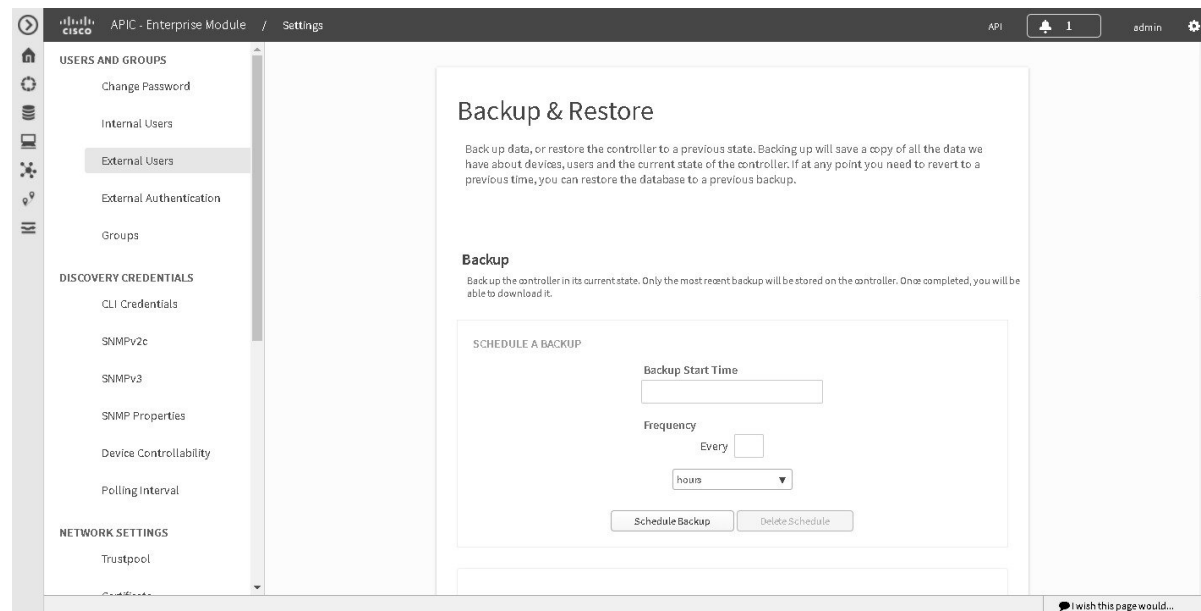 cisco
APIC - Enterprise Module / Settings
API
1
admin
USERS AND GROUPS
Change Password
Internal Users
External Users
External Authentication
Groups
DISCOVERY CREDENTIALS
CLI Credentials
SNMPv2c
SNMPv3
SNMP Properties
Device Controllability
Polling Interval
NETWORK SETTINGS
Trustpool
Backup & Restore
Back up data, or restore the controller to a previous state. Backing up will save a copy of all the data we
have about devices, users and the current state of the controller. If at any point you need to revert to a
previous time, you can restore the database to a previous backup.
Backup
Back up the controller in its current state. Only the most recent backup will be stored on the controller. Once completed, you will be
able to download it.
SCHEDULE A BACKUP
Backup Start Time
Frequency
Every
hours
Schedule Backup
Delete Schedule
I wish this page would...